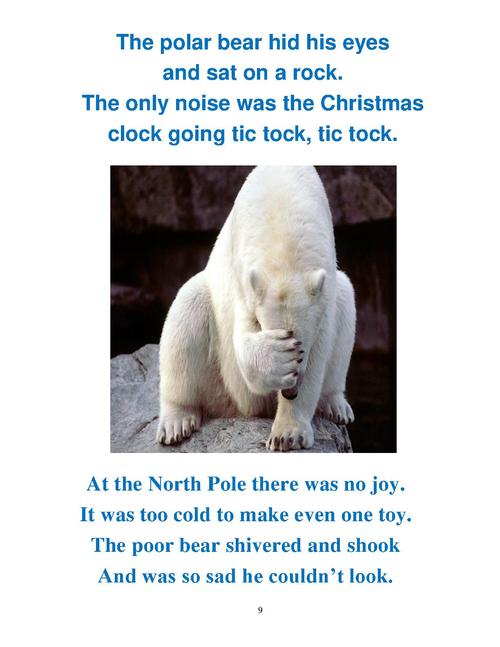 The polar bear hid his eyes
and sat on a rock.
The only noise was the Christmas
clock going tic tock, tic tock.
At the North Pole there was no joy.
It was too cold to make even one toy.
The poor bear shivered and shook
And was so sad he couldn’t look.
9